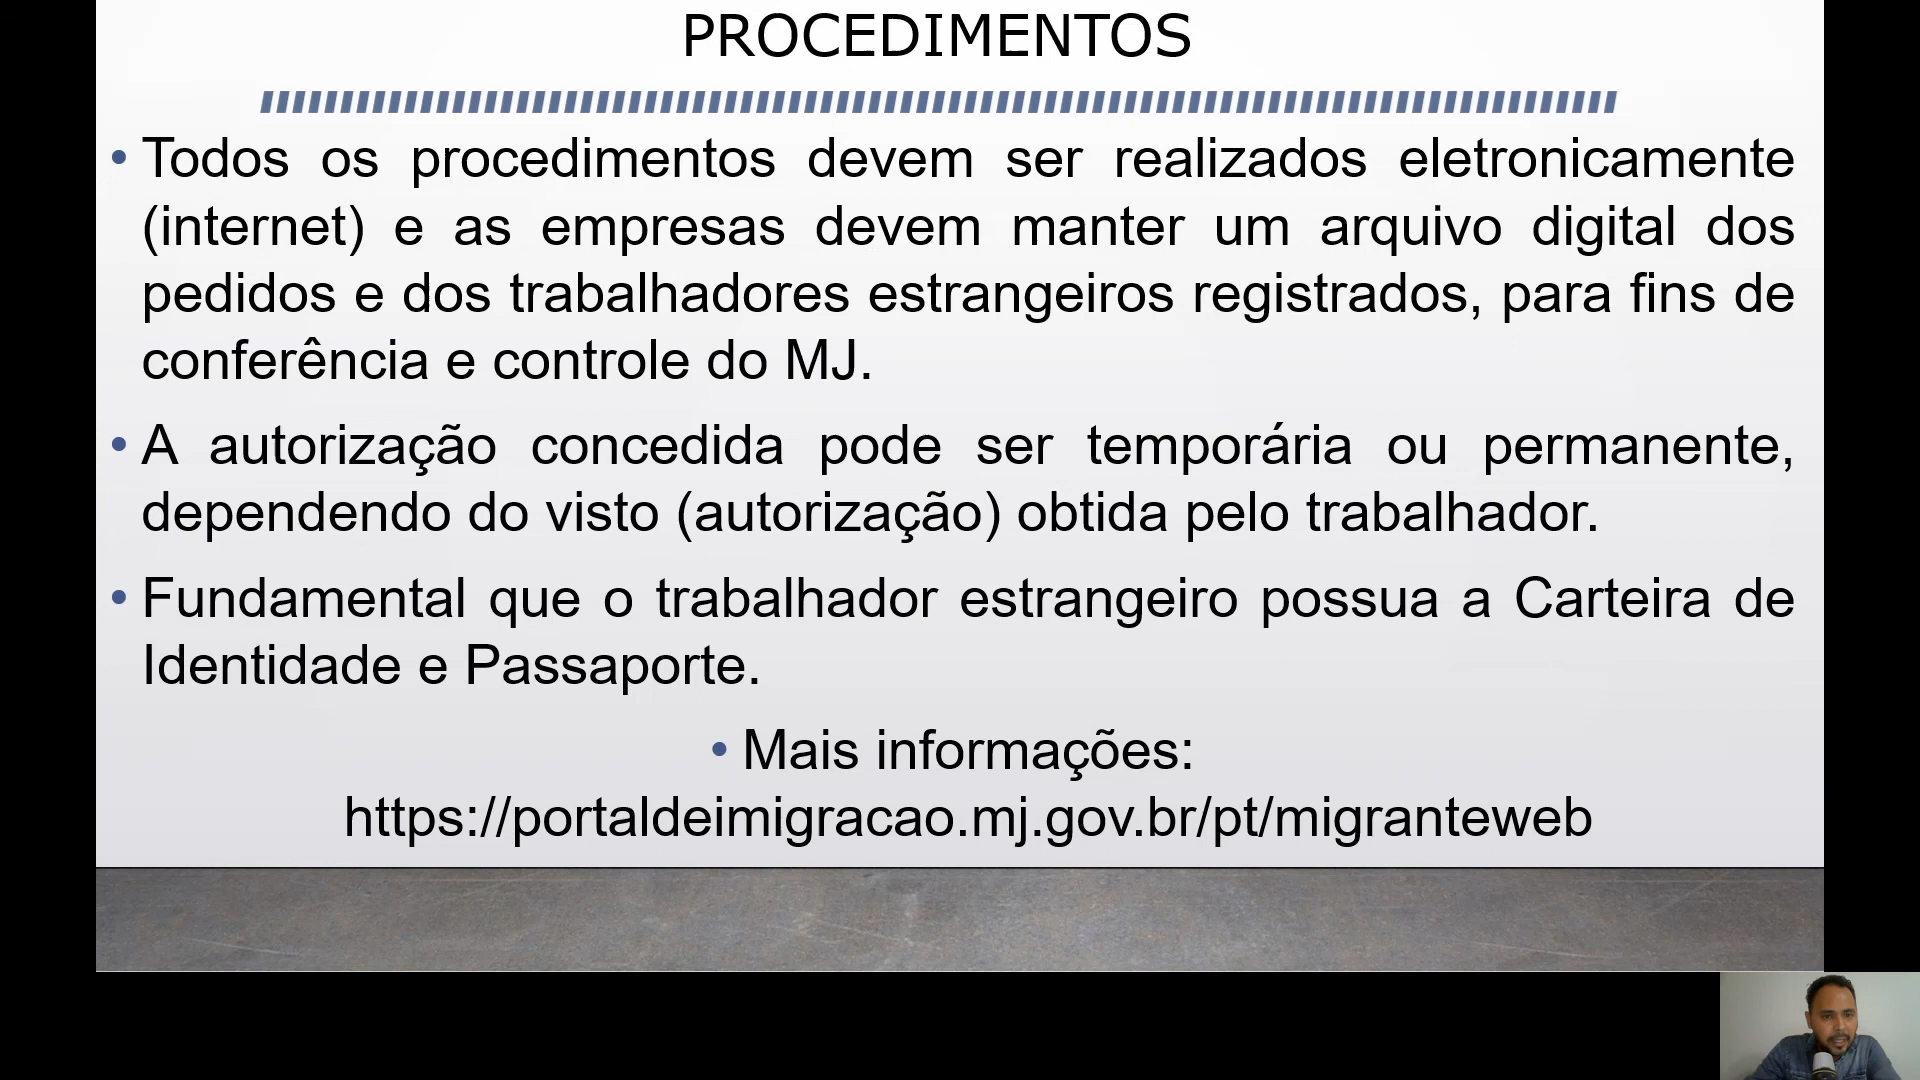 PROCEDIMENTOS
• Todos os procedimentos devem ser realizados eletronicamente
(internet) e as empresas devem manter um arquivo digital dos
pedidos e dos trabalhadores estrangeiros registrados, para fins de
conferência e controle do MJ.
• A autorização concedida pode ser temporária ou permanente,
dependendo do visto (autorização) obtida pelo trabalhador.
• Fundamental que o trabalhador estrangeiro possua a Carteira de
Identidade e Passaporte.
• Mais informações:
https://portaldeimigracao.mj.gov.br/pt/migranteweb